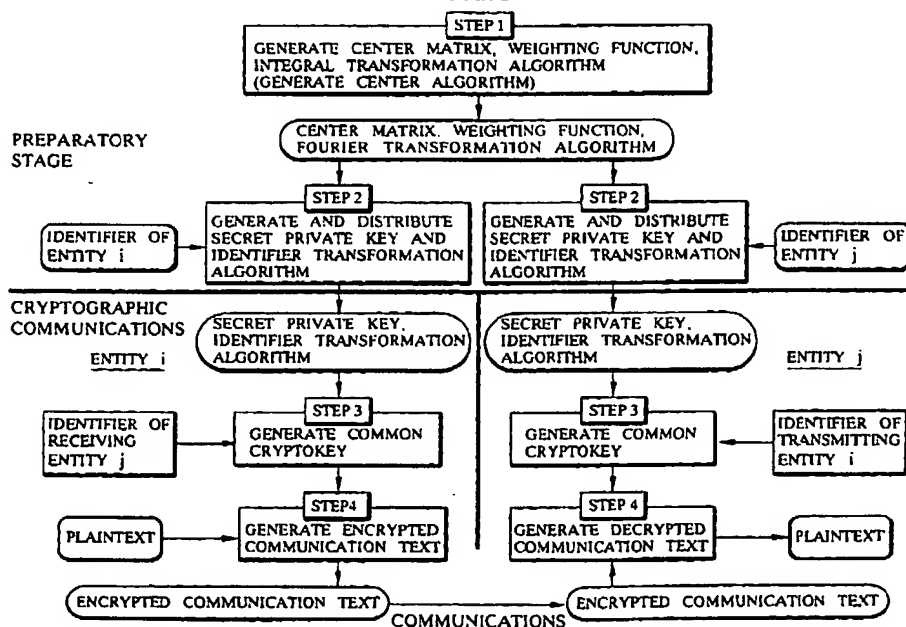 STEP 1
GENERATE CENTER MATRIX, WEIGHTING FUNCTION,
INTEGRAL TRANSFORMATION ALGORITHM
(GENERATE CENTER ALGORITHM)
CENTER MATRIX. WEIGHTING FUNCTION,
FOURIER TRANSFORMATION ALGORITHM
PREPARATORY
STAGE
STEP 2
GENERATE AND DISTRIBUTE
SECRET PRIVATE KEY AND
IDENTIFIER TRANSFORMATION
ALGORITHM
STEP 2
GENERATE AND DISTRIBUTE
SECRET PRIVATE KEY AND
IDENTIFIER TRANSFORMATION
ALGORITHM
IDENTIFIER OF
ENTITY i
IDENTIFIER OF
ENTITY j
CRYPTOGRAPHIC
COMMUNICATIONS
ENTITY i
SECRET PRIVATE KEY,
IDENTIFIER TRANSFORMATION
ALGORITHM
SECRET PRIVATE KEY,
IDENTIFIER TRANSFORMATION
ALGORITHM
ENTITY j
IDENTIFIER OF
RECEIVING
ENTITY j
STEP 3
GENERATE COMMON
CRYPTOKEY
STEP 3
GENERATE COMMON
CRYPTOKEY
IDENTIFIER OF
TRANSMITTING
ENTITY i
PLAINTEXT
STEP4
GENERATE ENCRYPTED
COMMUNICATION TEXT
STEP 4
GENERATE DECRYPTED
COMMUNICATION TEXT
PLAINTEXT
ENCRYPTED COMMUNICATION TEXT
COMMUNICATIONS
ENCRYPTED COMMUNICATION TEXT